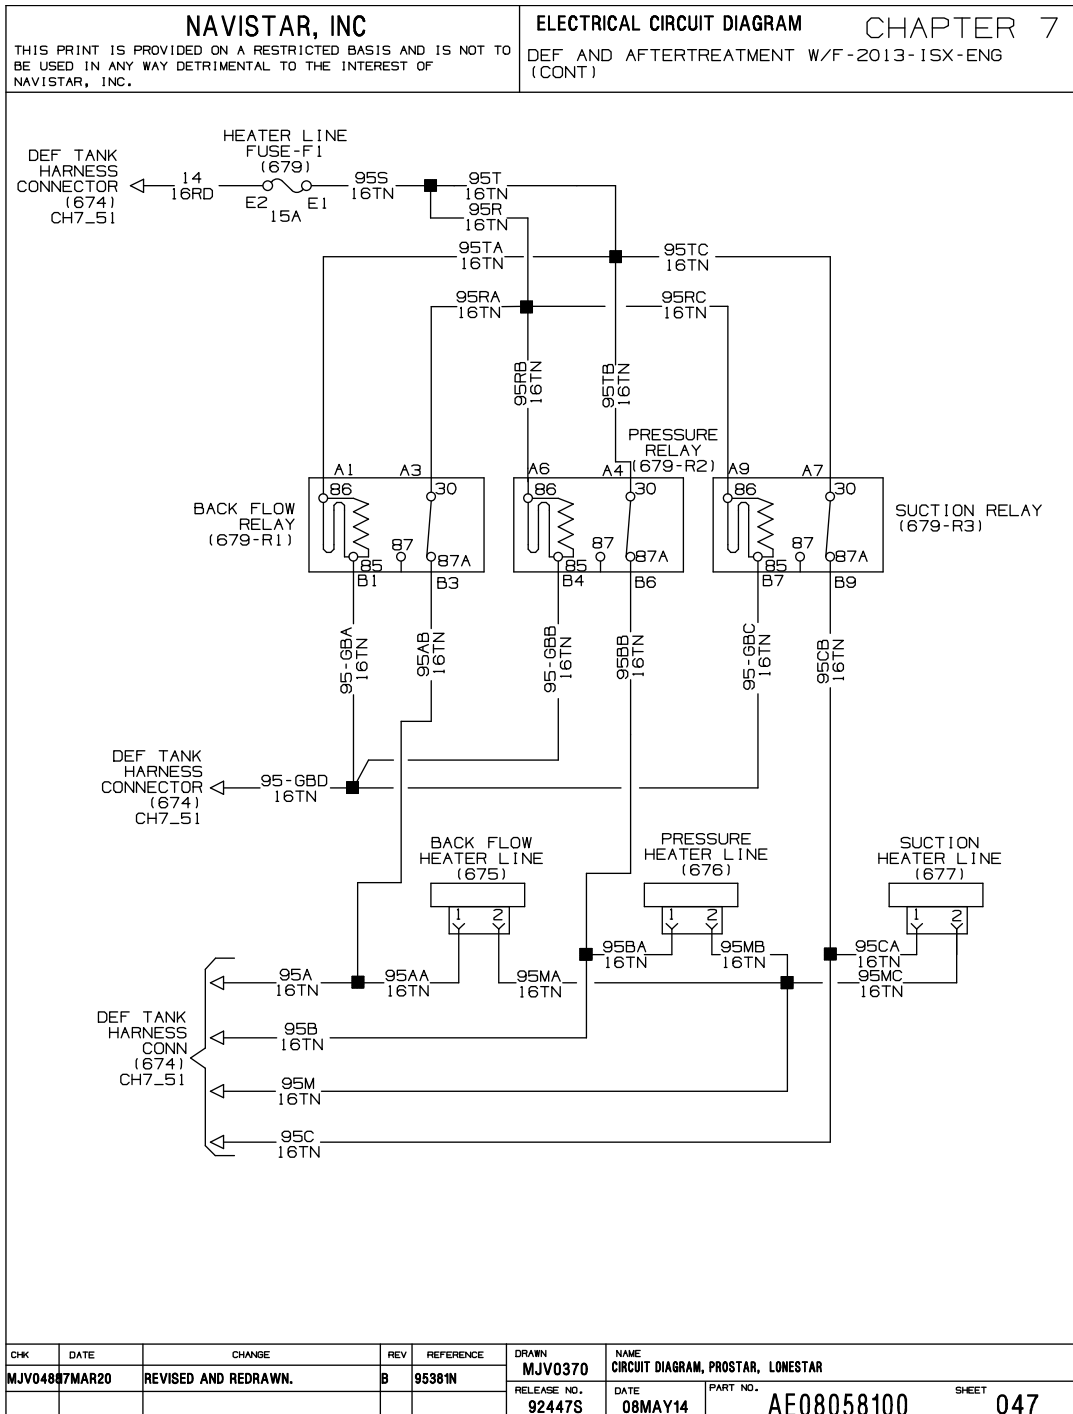 NAVISTAR, INC
THIS PRINT IS PROVIDED ON A RESTRICTED BASIS AND IS NOT TO
BE USED IN ANY WAY DETRIMENTAL TO THE INTEREST OF
NAVISTAR, INC.
ELECTRICAL CIRCUIT DIAGRAM
CHAPTER 7
DEF AND AFTERTREATMENT W/F-2013-ISX-ENG
(CONT)
HEATER LINE
FUSE-F1
(679)
DEF TANK
HARNESS
CONNECTOR
(674)
CH7_51
14
16RD
E2
E1
15A
95S
16TN
95T
16TN
95R
16TN
95TA
16TN
95TC
16TN
95RA
16TN
95RC
16TN
95RB
16TN
95TB
16TN
PRESSURE
RELAY
(679-R2)
A1
A3
A6
A4
A9
A7
BACK FLOW
RELAY
(679-R1)
86
30
87
85
87A
86
30
87
85
87A
86
30
87
85
87A
SUCTION RELAY
(679-R3)
B1
B3
B4
B6
B7
B9
95-GBA
16TN
95AB
16TN
95-GBB
16TN
95BB
16TN
95-GBC
16TN
95CB
16TN
DEF TANK
HARNESS
CONNECTOR
(674)
CH7_51
95-GBD
16TN
BACK FLOW
HEATER LINE
(675)
PRESSURE
HEATER LINE
(676)
SUCTION
HEATER LINE
(677)
1 2
1 2
1 2
95BA
16TN
95MB
16TN
95CA
16TN
95A
16TN
95AA
16TN
95MA
16TN
95MC
16TN
DEF TANK
HARNESS
CONN
(674)
CH7_51
95B
16TN
95M
16TN
95C
16TN
CHK
DATE
CHANGE
REV
REFERENCE
17MAR20
REVISED AND REDRAWN.
B
95381N
DRAWN
MJV0370
NAME
CIRCUIT DIAGRAM, PROSTAR, LONESTAR
RELEASE NO.
92447S
DATE
08MAY14
PART NO.
AE08058100
SHEET
047